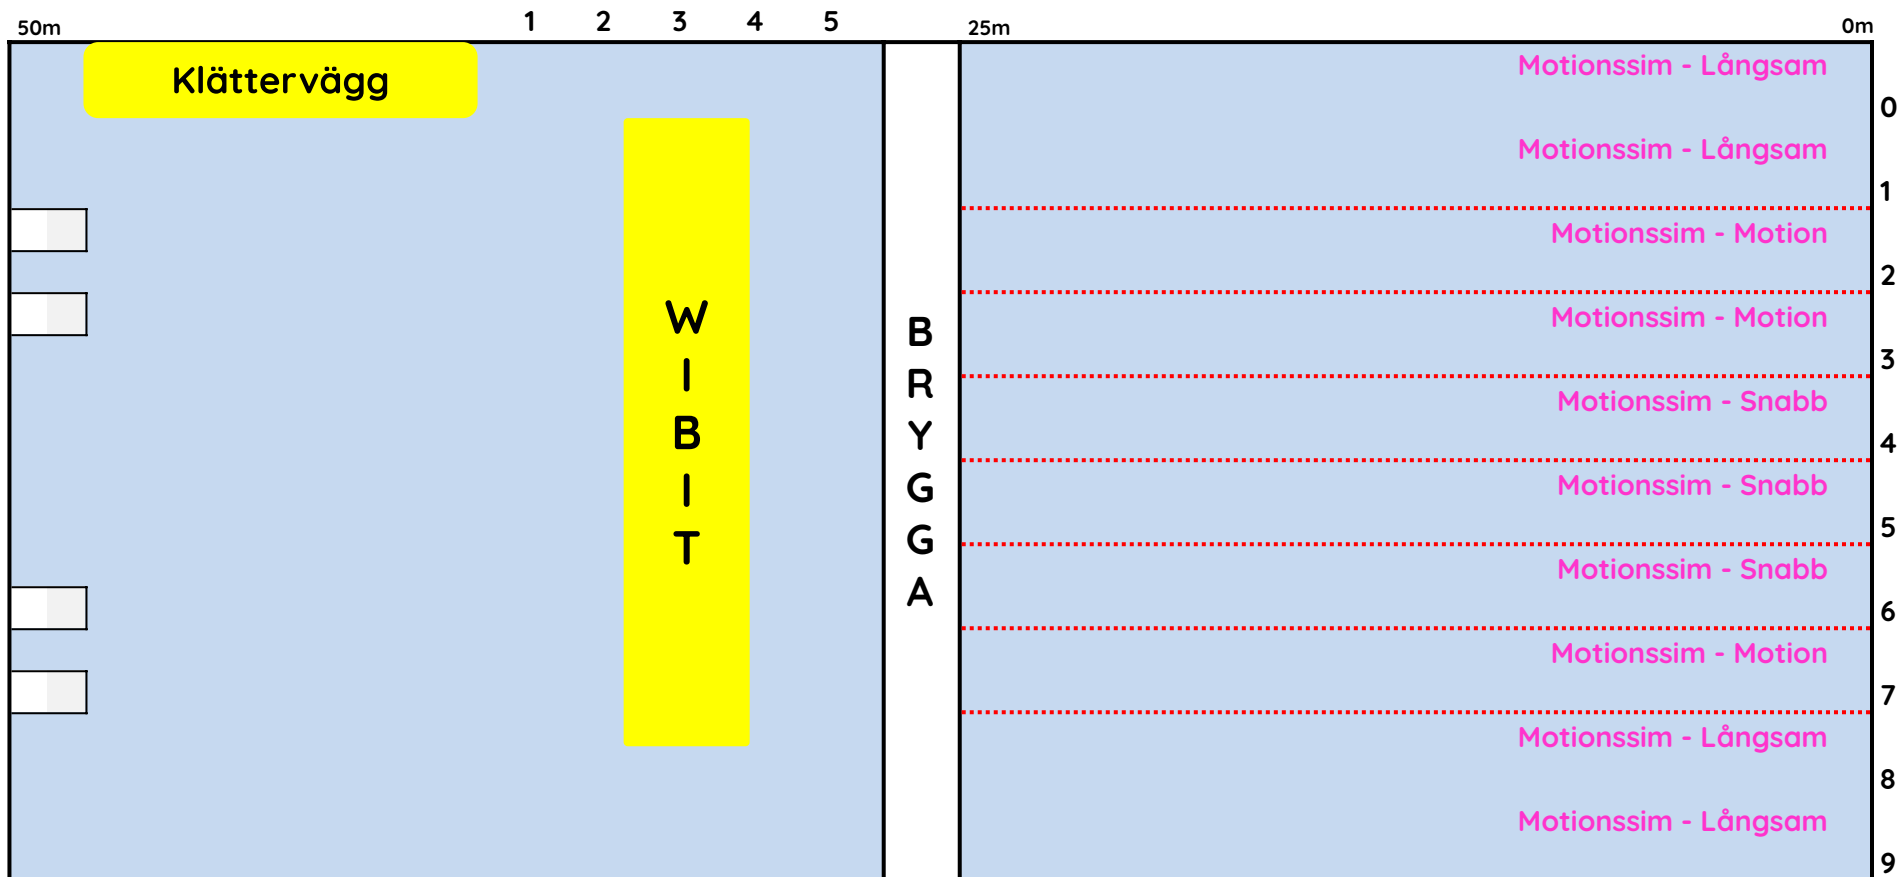 50m 1 2 3 4 5 25m 0m
Klättervägg
Motionssim - Långsam
0
Motionssim - Långsam
1
Motionssim - Motion
2
Motionssim - Motion
3
Motionssim - Snabb
4
Motionssim - Snabb
5
Motionssim - Snabb
6
Motionssim - Motion
7
Motionssim - Långsam
8
Motionssim - Långsam
9
W
I
B
I
T
B
R
Y
G
G
A